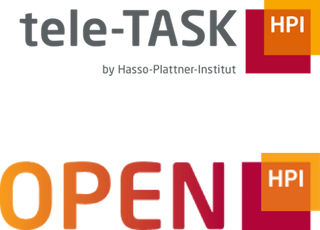 tele-TASK HPI
by Hasso-Plattner-Institut
OPEN HPI